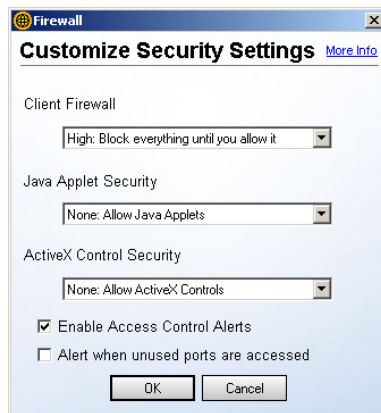 Firewall
Customize Security Settings More Info
Client Firewall
High: Block everything until you allow it
Java Applet Security
None: Allow Java Applets
ActiveX Control Security
None: Allow ActiveX Controls
Enable Access Control Alerts
Alert when unused ports are accessed
OK Cancel